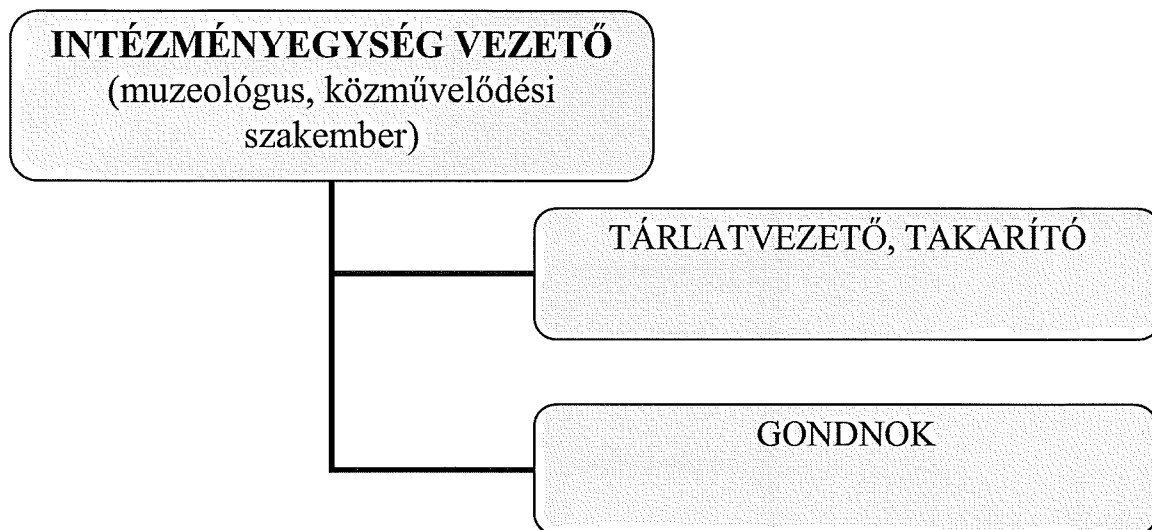 INTÉZMÉNYEGYSÉG VEZETŐ
(muzeológus, közművelődési
szakember)
TÁRLATVEZETŐ, TAKARÍTÓ
GONDNOK